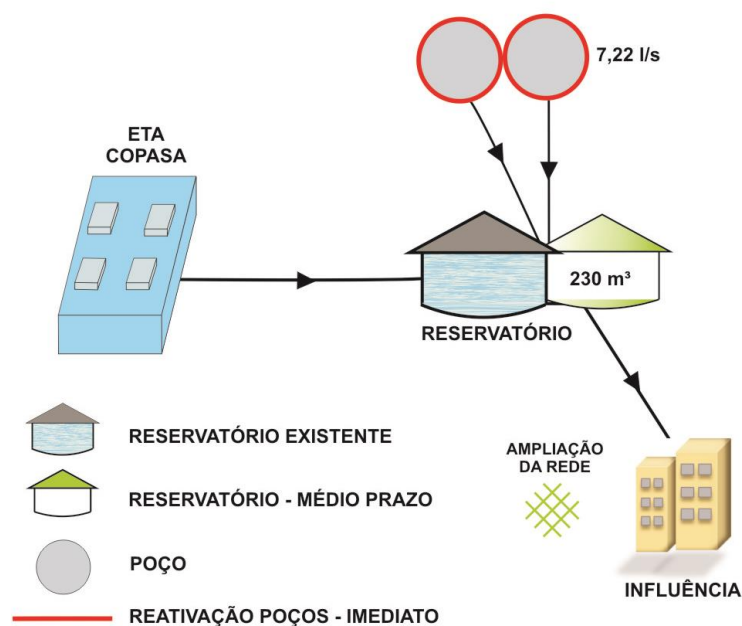 7,22 l/s
ETA
COPASA
230 m³
RESERVATÓRIO
RESERVATÓRIO EXISTENTE
AMPLIAÇÃO
DA REDE
RESERVATÓRIO - MÉDIO PRAZO
POÇO
INFLUÊNCIA
REATIVAÇÃO POÇOS - IMEDIATO